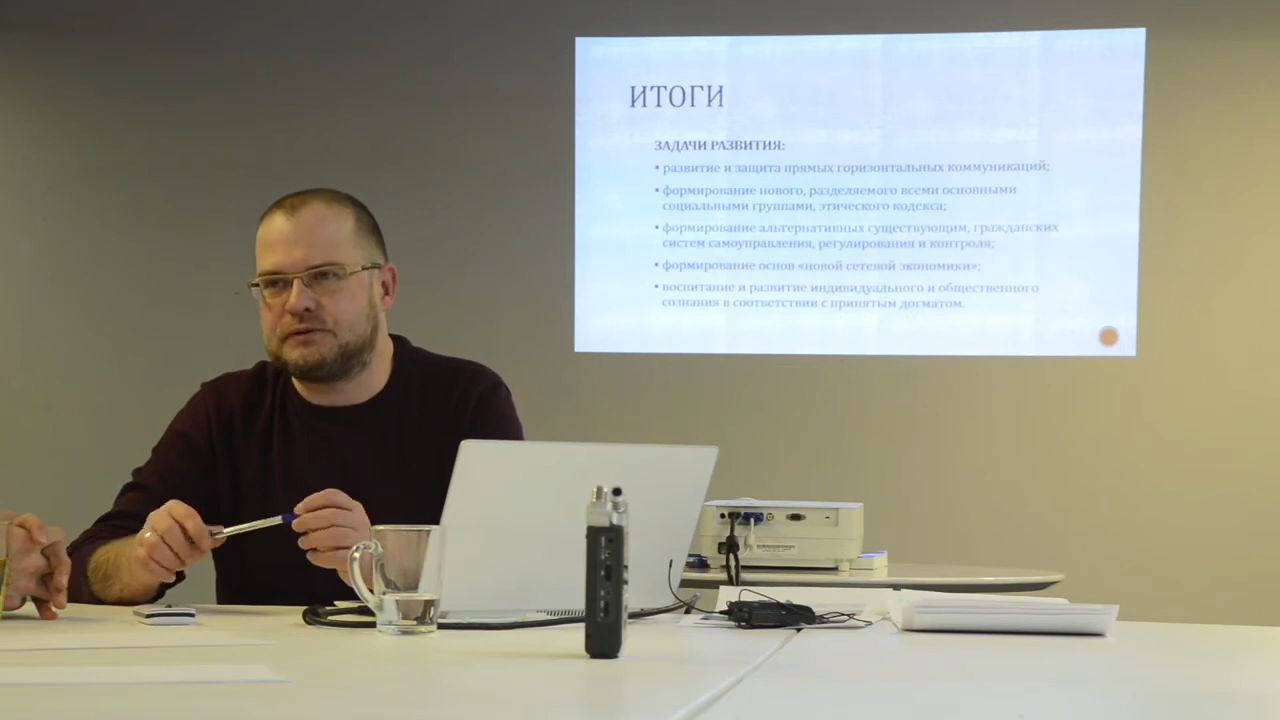 ИТОГИ
ЗАДАЧИ РАЗВИТИЯ:
▪ развитие и защита прямых горизонтальных коммуникаций;
▪ формирование нового, разделяемого всеми основными
социальными группами, этического кодекса;
▪ формирование альтернативных существующим, гражданских
систем самоуправления, регулирования и контроля;
▪ формирование основ «новой сетевой экономики»;
▪ воспитание и развитие индивидуального и общественного
сознания в соответствии с принятым догматом.